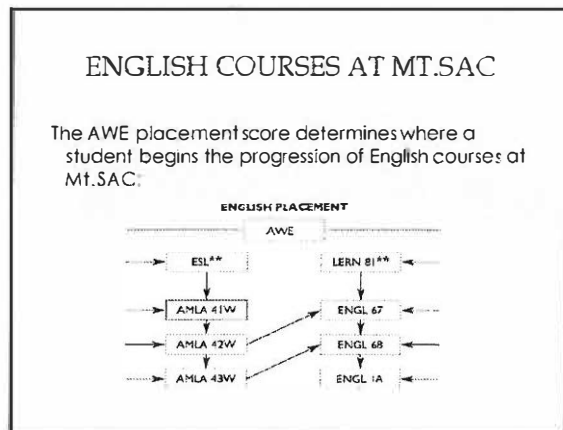 ENGLISH COURSES AT MT.SAC
The AWE placement score determines where a
student begins the progression of English courses at
Mt.SAC:
ENGLISH PLACEMENT
AWE
ESL** LERN 81**
AMLA 41W ENGL 67
AMLA 42W ENGL 68
AMLA 43W ENGL 1A